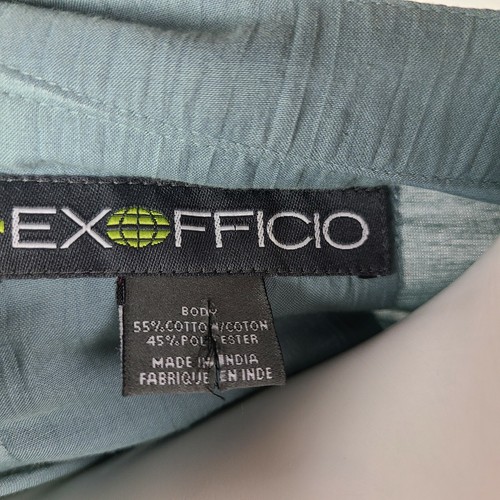 EXOFFICIO
BODY
55% COTTON/COTON
45% POLYESTER
MADE IN INDIA
FABRIQUE EN INDE